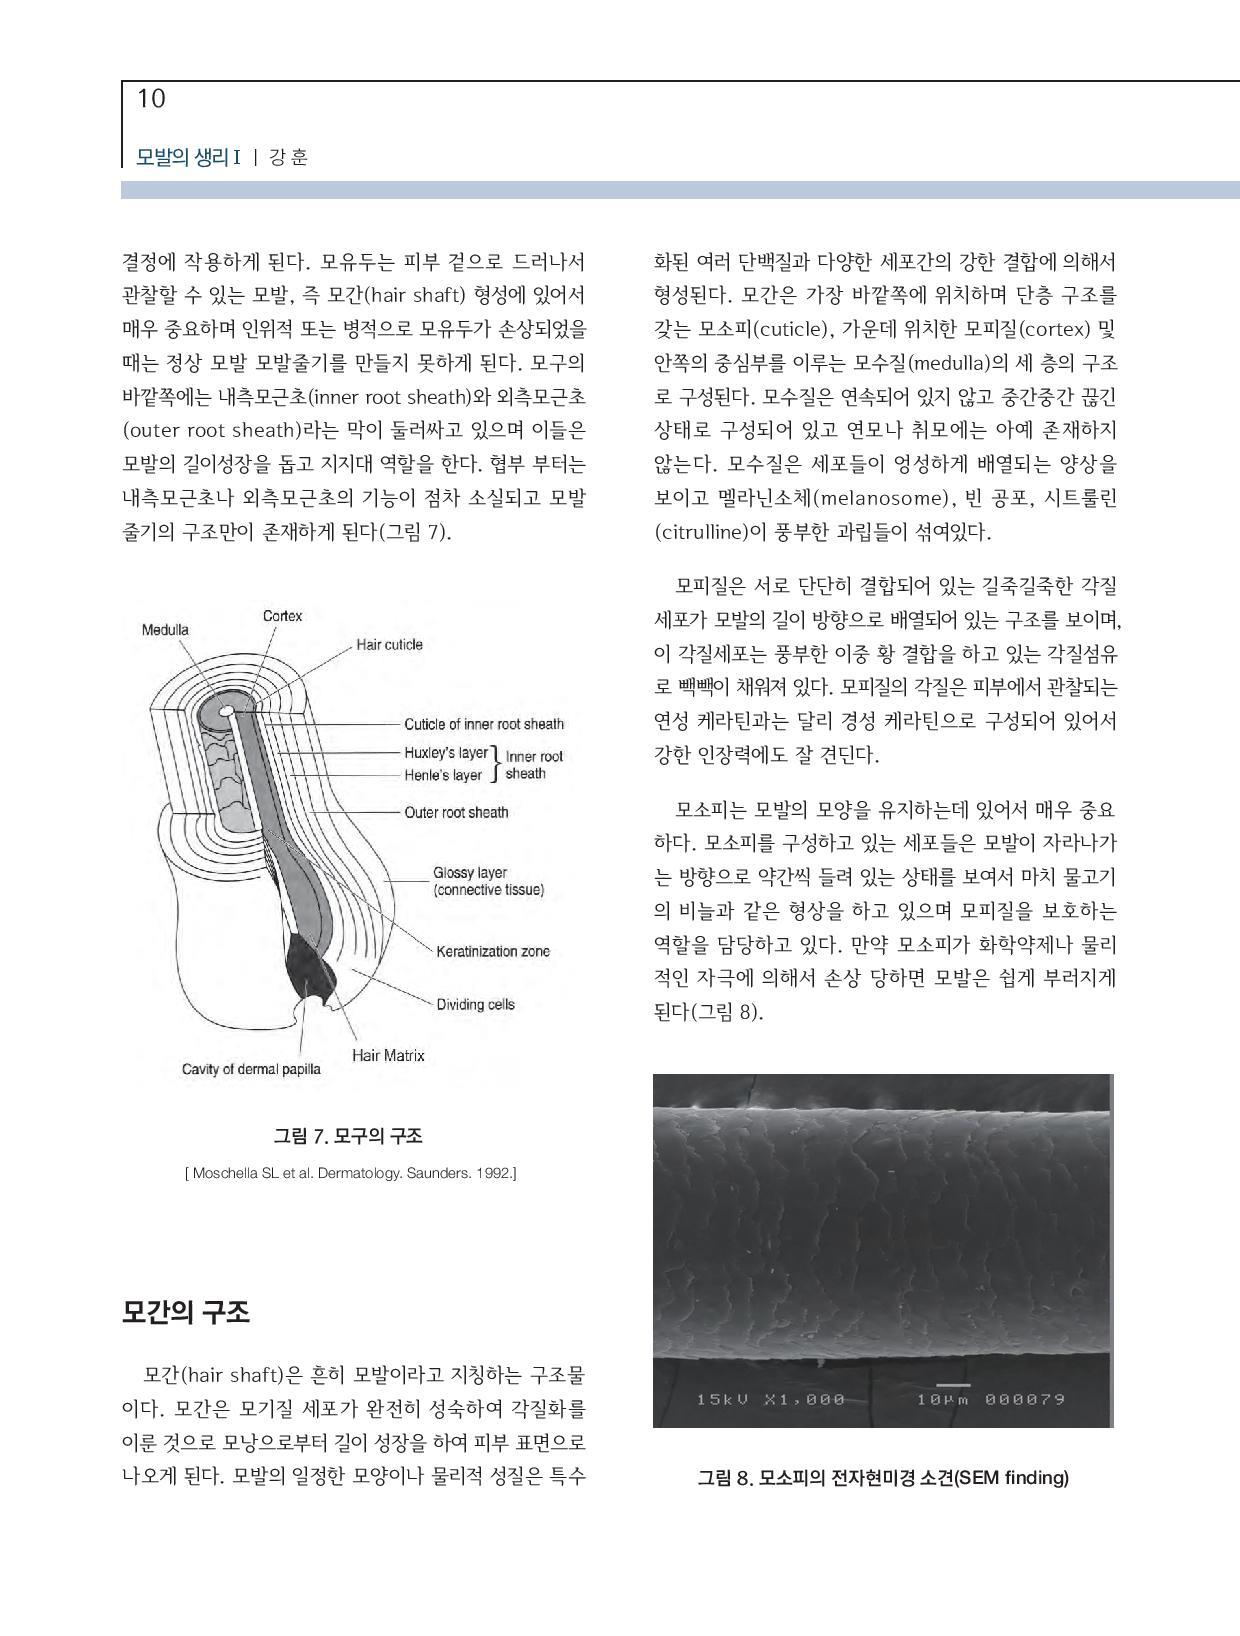 10
모발의 생리 I | 강 훈
결정에 작용하게 된다. 모유두는 피부 겉으로 드러나서
관찰할 수 있는 모발, 즉 모간(hair shaft) 형성에 있어서
매우 중요하며 인위적 또는 병적으로 모유두가 손상되었을
때는 정상 모발 모발줄기를 만들지 못하게 된다. 모구의
바깥쪽에는 내측모근초(inner root sheath)와 외측모근초
(outer root sheath)라는 막이 둘러싸고 있으며 이들은
모발의 길이성장을 돕고 지지대 역할을 한다. 협부 부터는
내측모근초나 외측모근초의 기능이 점차 소실되고 모발
줄기의 구조만이 존재하게 된다(그림 7).
Cortex
Medulla
Hair cuticle
Cuticle of inner root sheath
Huxley's layer
Henle's layer
} Inner root
sheath
Outer root sheath
Glossy layer
(connective tissue)
Keratinization zone
Dividing cells
Hair Matrix
Cavity of dermal papilla
그림 7. 모구의 구조
[ Moschella SL et al. Dermatology. Saunders. 1992.]
모간의 구조
모간(hair shaft)은 흔히 모발이라고 지칭하는 구조물
이다. 모간은 모기질 세포가 완전히 성숙하여 각질화를
이룬 것으로 모낭으로부터 길이 성장을 하여 피부 표면으로
나오게 된다. 모발의 일정한 모양이나 물리적 성질은 특수
화된 여러 단백질과 다양한 세포간의 강한 결합에 의해서
형성된다. 모간은 가장 바깥쪽에 위치하며 단층 구조를
갖는 모소피(cuticle), 가운데 위치한 모피질(cortex) 및
안쪽의 중심부를 이루는 모수질(medulla)의 세 층의 구조
로 구성된다. 모수질은 연속되어 있지 않고 중간중간 끊긴
상태로 구성되어 있고 연모나 취모에는 아예 존재하지
않는다. 모수질은 세포들이 엉성하게 배열되는 양상을
보이고 멜라닌소체(melanosome), 빈 공포, 시트룰린
(citrulline)이 풍부한 과립들이 섞여있다.
모피질은 서로 단단히 결합되어 있는 길죽길죽한 각질
세포가 모발의 길이 방향으로 배열되어 있는 구조를 보이며,
이 각질세포는 풍부한 이중 황 결합을 하고 있는 각질섬유
로 빽빽이 채워져 있다. 모피질의 각질은 피부에서 관찰되는
연성 케라틴과는 달리 경성 케라틴으로 구성되어 있어서
강한 인장력에도 잘 견딘다.
모소피는 모발의 모양을 유지하는데 있어서 매우 중요
하다. 모소피를 구성하고 있는 세포들은 모발이 자라나가
는 방향으로 약간씩 들려 있는 상태를 보여서 마치 물고기
의 비늘과 같은 형상을 하고 있으며 모피질을 보호하는
역할을 담당하고 있다. 만약 모소피가 화학약제나 물리
적인 자극에 의해서 손상 당하면 모발은 쉽게 부러지게
된다(그림 8).
15kU X1,000 10μm 000079
그림 8. 모소피의 전자현미경 소견(SEM finding)